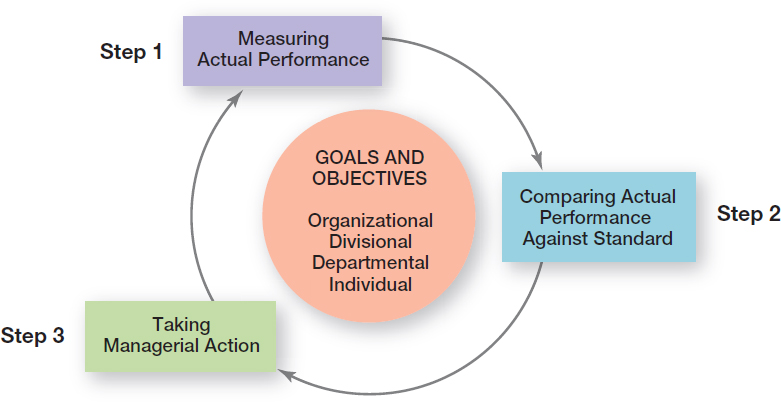 Step 1
Measuring
Actual Performance
GOALS AND
OBJECTIVES
Organizational
Divisional
Departmental
Individual
Comparing Actual
Performance
Against Standard
Step 2
Step 3
Taking
Managerial Action